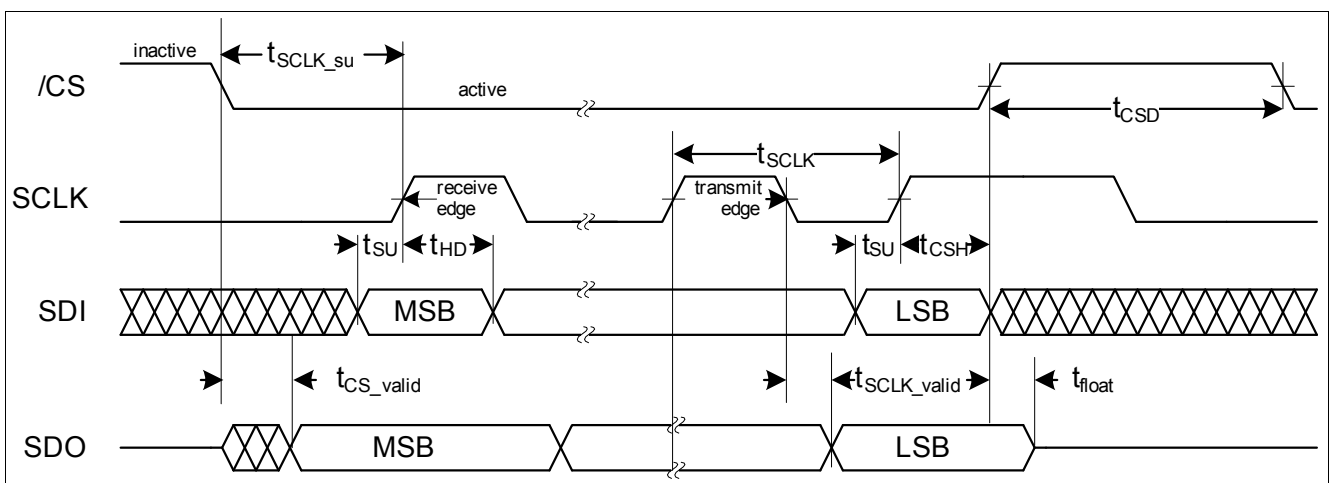 inactive
tSCLK_su
/CS
active
tCSD
tSCLK
SCLK
receive
edge
transmit
edge
tSU
tHD
tSU
tCSH
SDI
MSB
LSB
tCS_valid
tSCLK_valid
tfloat
SDO
MSB
LSB